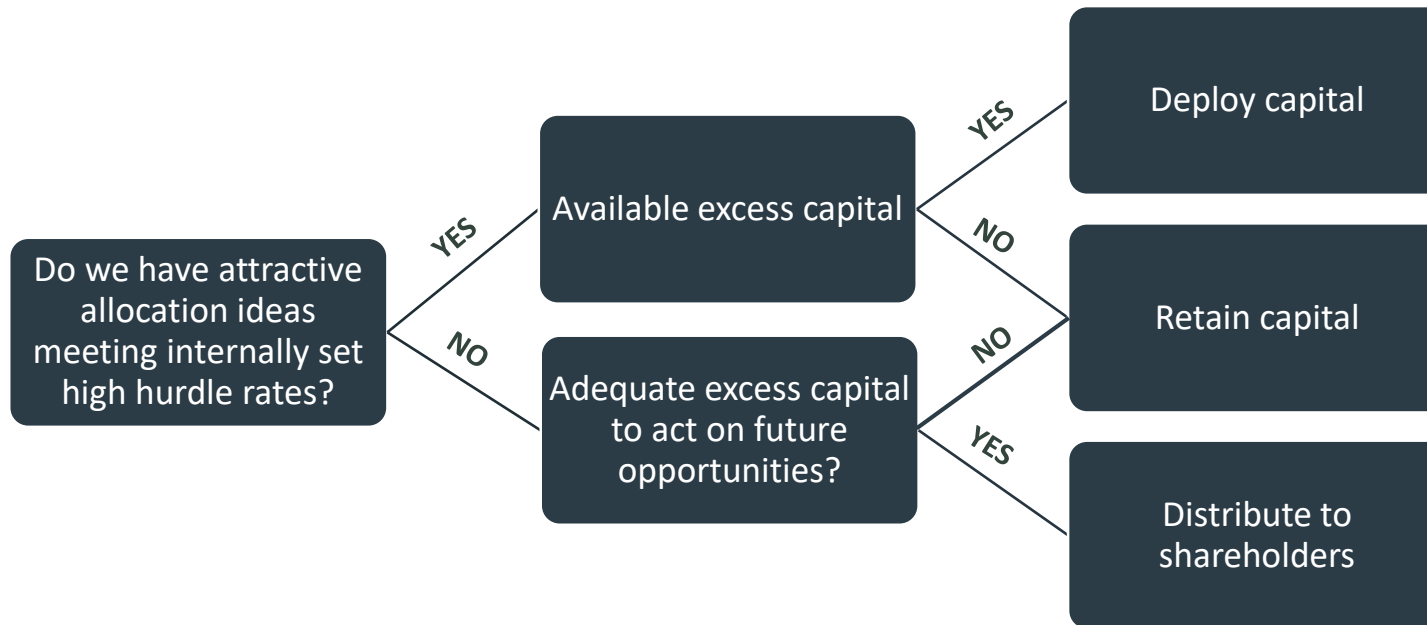 Do we have attractive
allocation ideas
meeting internally set
high hurdle rates?
YES
NO
Available excess capital
Adequate excess capital
to act on future
opportunities?
YES
NO
NO
YES
Deploy capital
Retain capital
Distribute to
shareholders